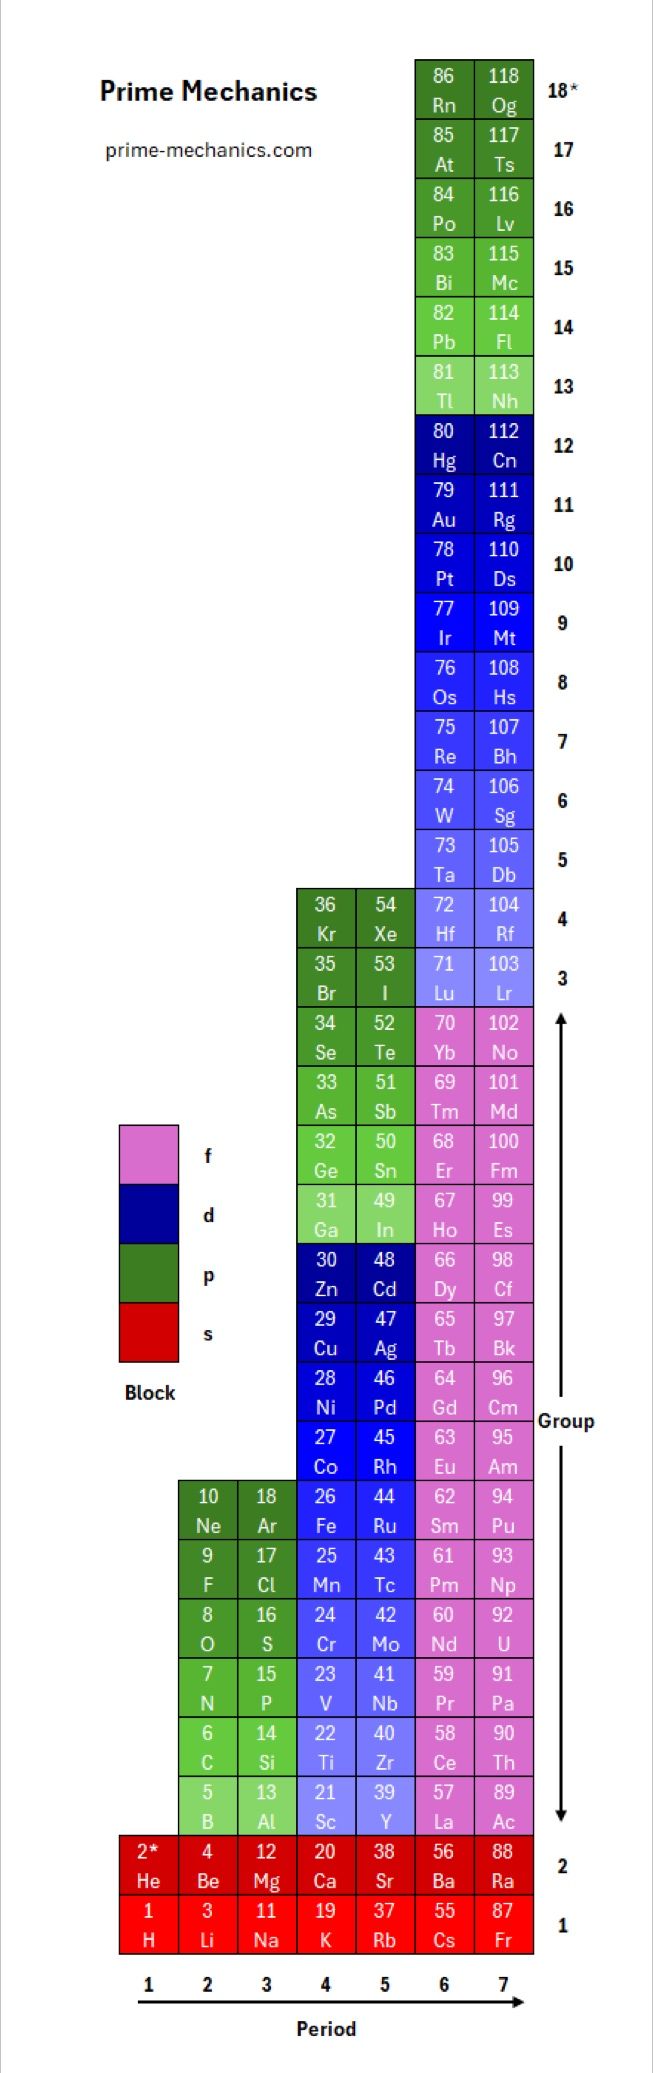 Prime Mechanics
prime-mechanics.com
86 118
Rn Og 18*
85 117
At Ts 17
84 116
Po Lv 16
83 115
Bi Mc 15
82 114
Pb Fl 14
81 113
Tl Nh 13
80 112
Hg Cn 12
79 111
Au Rg 11
78 110
Pt Ds 10
77 109
Ir Mt 9
76 108
Os Hs 8
75 107
Re Bh 7
74 106
W Sg 6
73 105
Ta Db 5
36 54 72 104
Kr Xe Hf Rf 4
35 53 71 103
Br I Lu Lr 3
34 52 70 102
Se Te Yb No
33 51 69 101
As Sb Tm Md
32 50 68 100
Ge Sn Er Fm
31 49 67 99
Ga In Ho Es
30 48 66 98
Zn Cd Dy Cf
29 47 65 97
Cu Ag Tb Bk
28 46 64 96
Ni Pd Gd Cm
27 45 63 95
Co Rh Eu Am
f
d
p
s
Block
Group
10 18 26 44 62 94
Ne Ar Fe Ru Sm Pu
9 17 25 43 61 93
F Cl Mn Tc Pm Np
8 16 24 42 60 92
O S Cr Mo Nd U
7 15 23 41 59 91
N P V Nb Pr Pa
6 14 22 40 58 90
C Si Ti Zr Ce Th
5 13 21 39 57 89
B Al Sc Y La Ac
2* 4 12 20 38 56 88
He Be Mg Ca Sr Ba Ra 2
1 3 11 19 37 55 87
H Li Na K Rb Cs Fr 1
1 2 3 4 5 6 7
Period